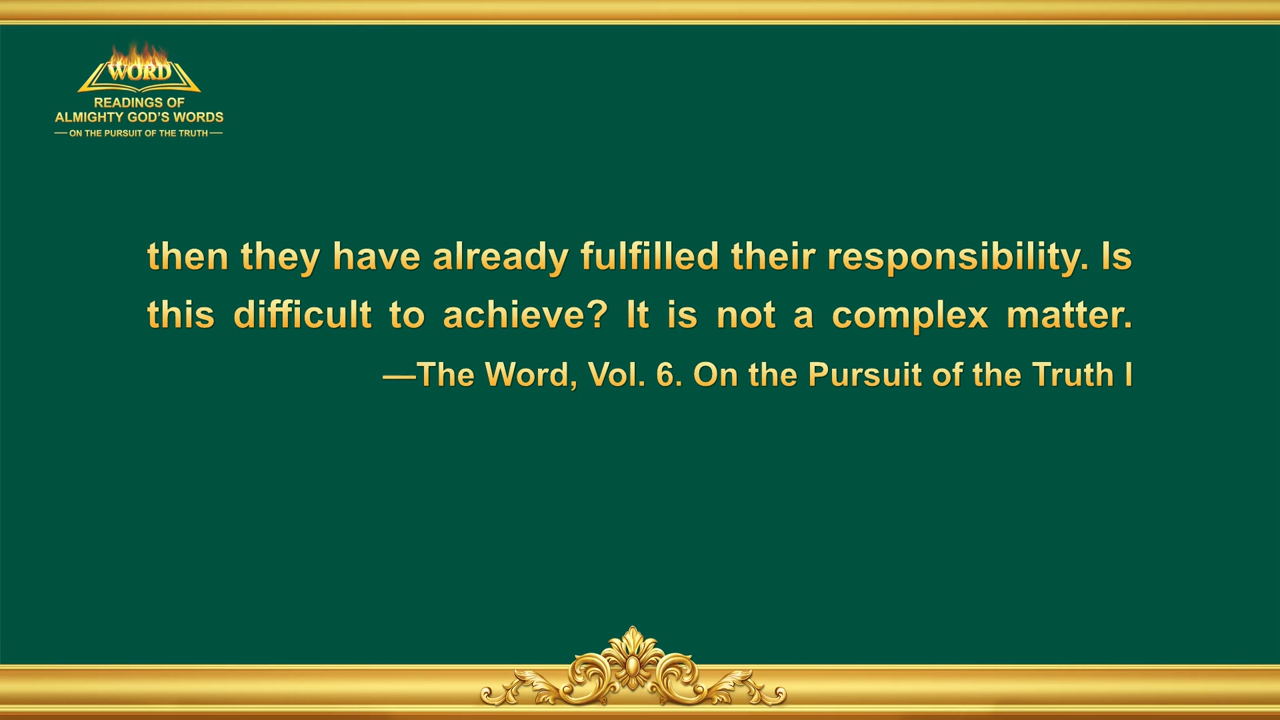 WORD
READINGS OF
ALMIGHTY GOD'S WORDS
— ON THE PURSUIT OF THE TRUTH —
then they have already fulfilled their responsibility. Is
this difficult to achieve? It is not a complex matter.
—The Word, Vol. 6. On the Pursuit of the Truth I